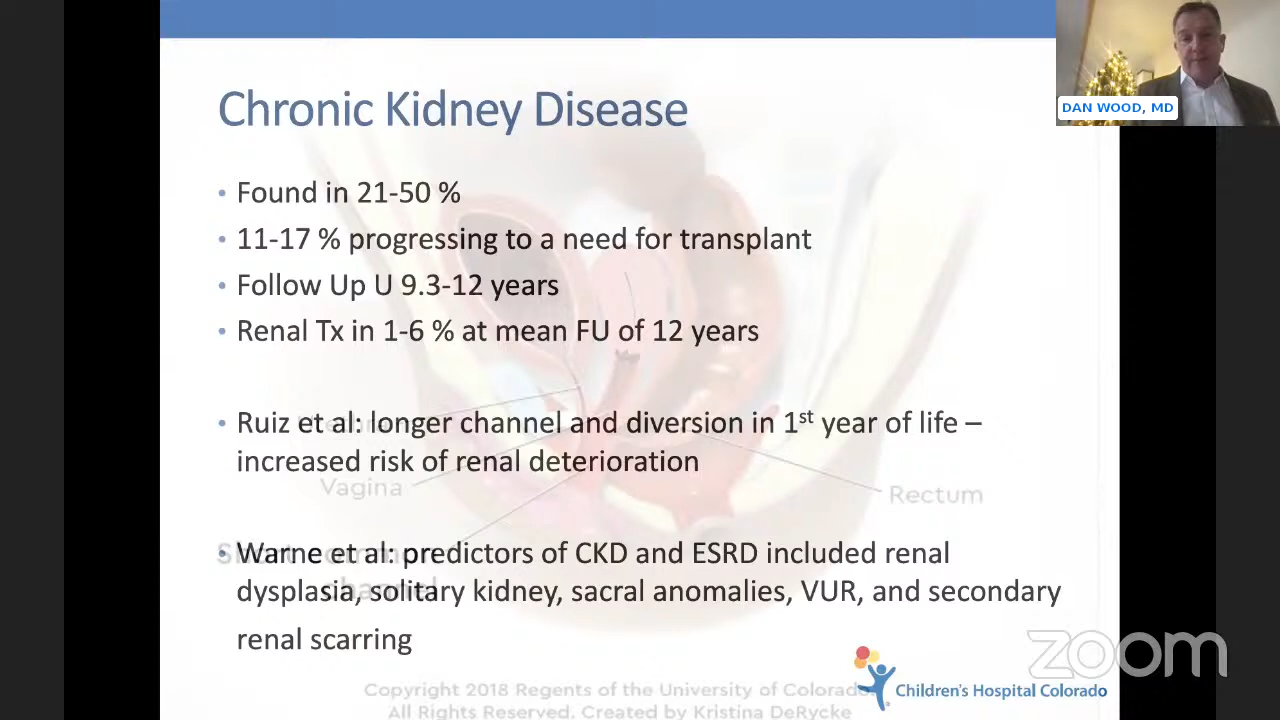 DAN WOOD, MD
Chronic Kidney Disease
• Found in 21-50 %
• 11-17 % progressing to a need for transplant
• Follow Up U 9.3-12 years
• Renal Tx in 1-6 % at mean FU of 12 years
• Ruiz et al: longer channel and diversion in 1st year of life –
increased risk of renal deterioration
Vagina
Rectum
• Warne et al: predictors of CKD and ESRD included renal
dysplasia, solitary kidney, sacral anomalies, VUR, and secondary
renal scarring
channel
zoom
Children's Hospital Colorado
Copyright 2018 Regents of the University of Colorado.
All Rights Reserved. Created by Kristina DeRycke